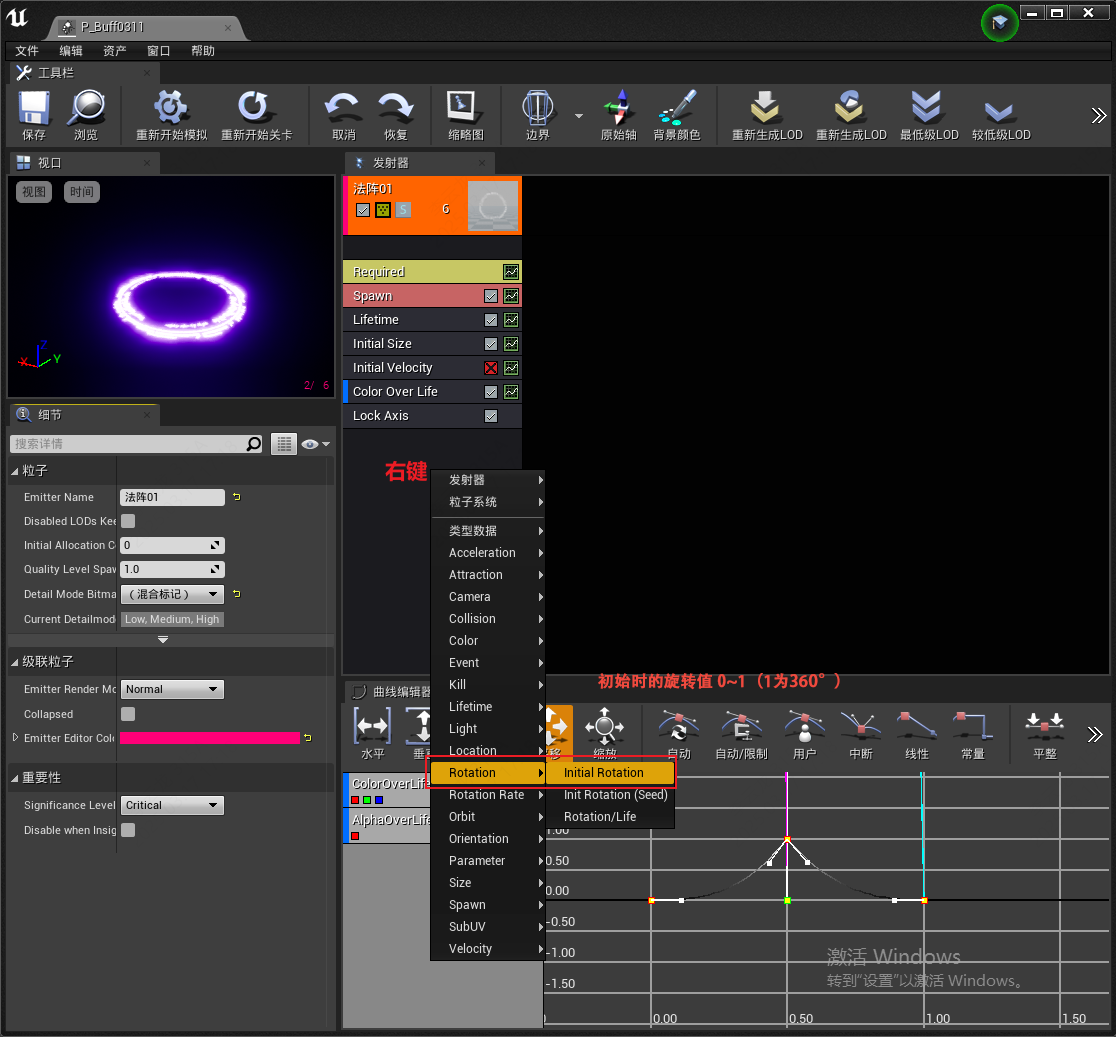 P_Buff0311
文件 编辑 资产 窗口 帮助
工具栏
保存 浏览 重新开始模拟 重新开始关卡 取消 恢复 缩略图 边界 原始轴 背景颜色 重新生成LOD 重新生成LOD 最低级LOD 较低级LOD
视口
视图 时间
X Y Z
2/ 6
发射器
法阵01
S 6
Required
Spawn
Lifetime
Initial Size
Initial Velocity
Color Over Life
Lock Axis
右键
细节
搜索详情
粒子
Emitter Name 法阵01
Disabled LODs Kee
Initial Allocation C 0
Quality Level Spaw 1.0
Detail Mode Bitma （混合标记）
Current Detailmod Low, Medium, High
级联粒子
Emitter Render Mo Normal
Collapsed
Emitter Editor Colo
重要性
Significance Level Critical
Disable when Insig
发射器
粒子系统
类型数据
Acceleration
Attraction
Camera
Collision
Color
Event
Kill
Lifetime
Light
Location
Rotation
Rotation Rate
Orbit
Orientation
Parameter
Size
Spawn
SubUV
Velocity
Initial Rotation
Init Rotation (Seed)
Rotation/Life
初始时的旋转值 0~1（1为360°）
曲线编辑器
水平 缩放 自动 自动/限制 用户 中断 线性 常量 平整
ColorOverLife
AlphaOverLife
1.00
0.50
0.00
-0.50
-1.00
-1.50
0.00 0.50 1.00 1.50
激活 Windows
转到"设置"以激活 Windows。